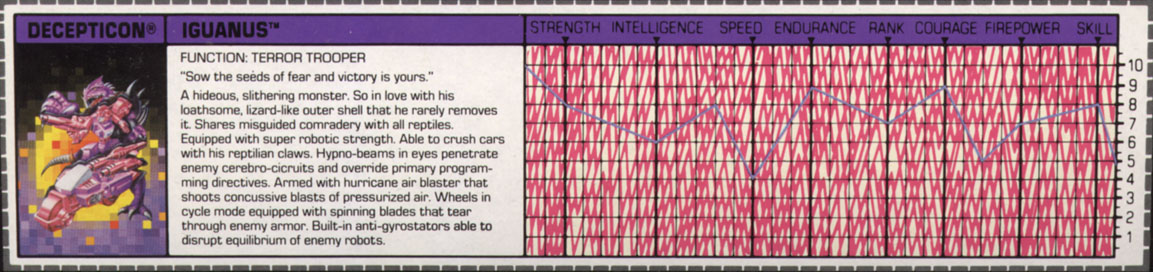 DECEPTICON® IGUANUS™ STRENGTH INTELLIGENCE SPEED ENDURANCE RANK COURAGE FIREPOWER SKILL
FUNCTION: TERROR TROOPER
"Sow the seeds of fear and victory is yours."
A hideous, slithering monster. So in love with his
loathsome, lizard-like outer shell that he rarely removes
it. Shares misguided comradery with all reptiles.
Equipped with super robotic strength. Able to crush cars
with his reptilian claws. Hypno-beams in eyes penetrate
enemy cerebro-cicruits and override primary program-
ming directives. Armed with hurricane air blaster that
shoots concussive blasts of pressurized air. Wheels in
cycle mode equipped with spinning blades that tear
through enemy armor. Built-in anti-gyrostators able to
disrupt equilibrium of enemy robots.
10
9
8
7
6
5
4
3
2
1